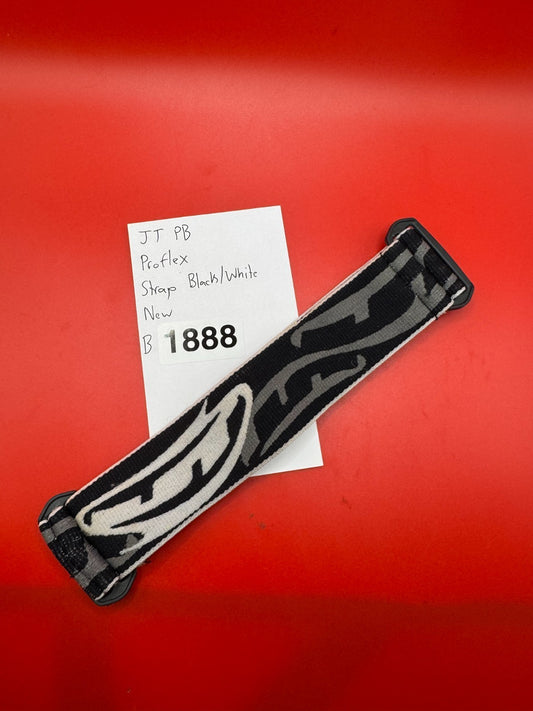 JT PB
Proflex
Strap Black/White
New
B 1888